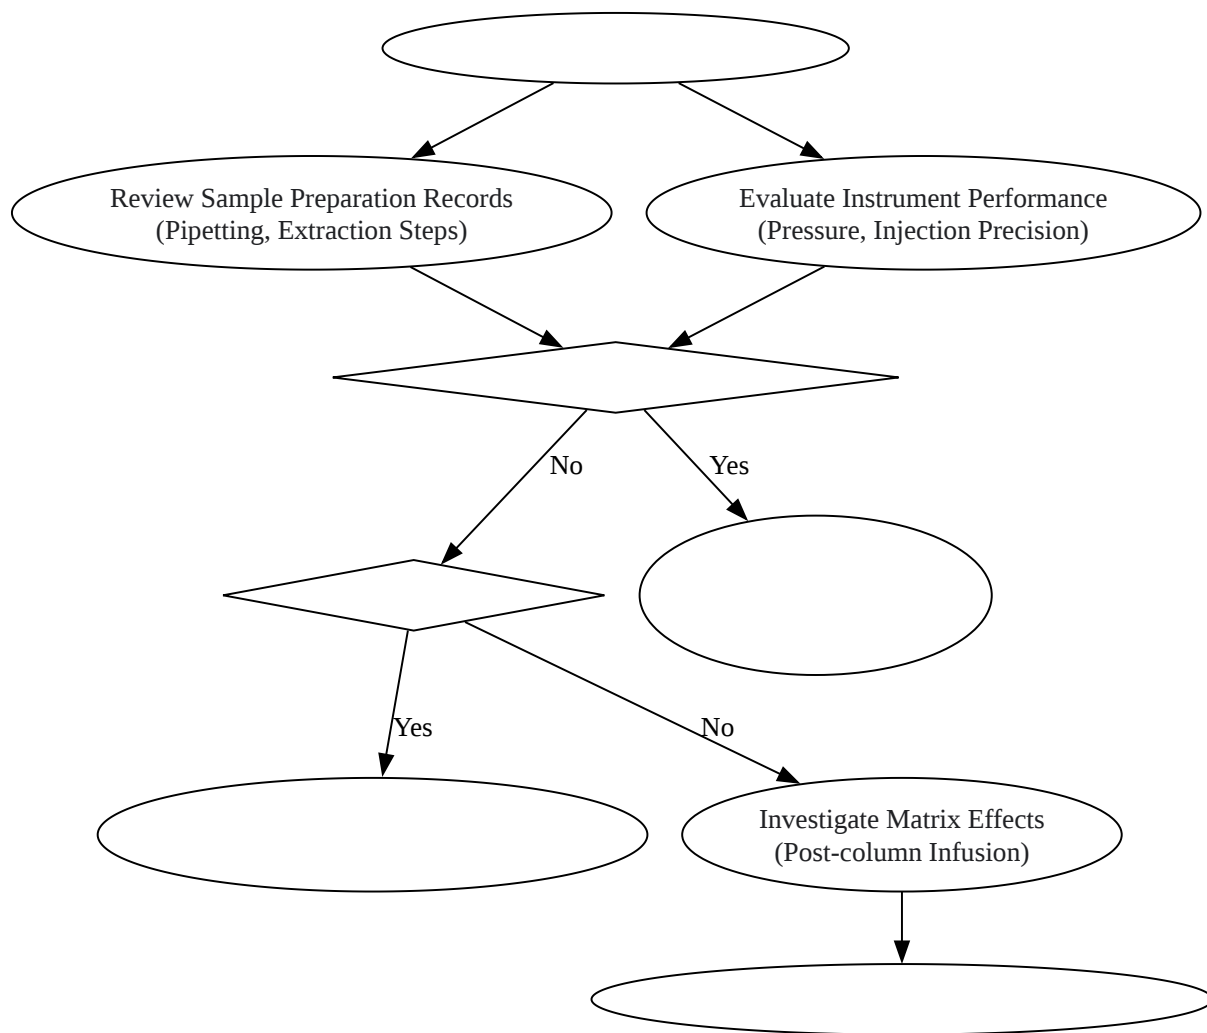 Review Sample Preparation Records
(Pipetting, Extraction Steps)
Evaluate Instrument Performance
(Pressure, Injection Precision)
No
Yes
Yes
No
Investigate Matrix Effects
(Post-column Infusion)